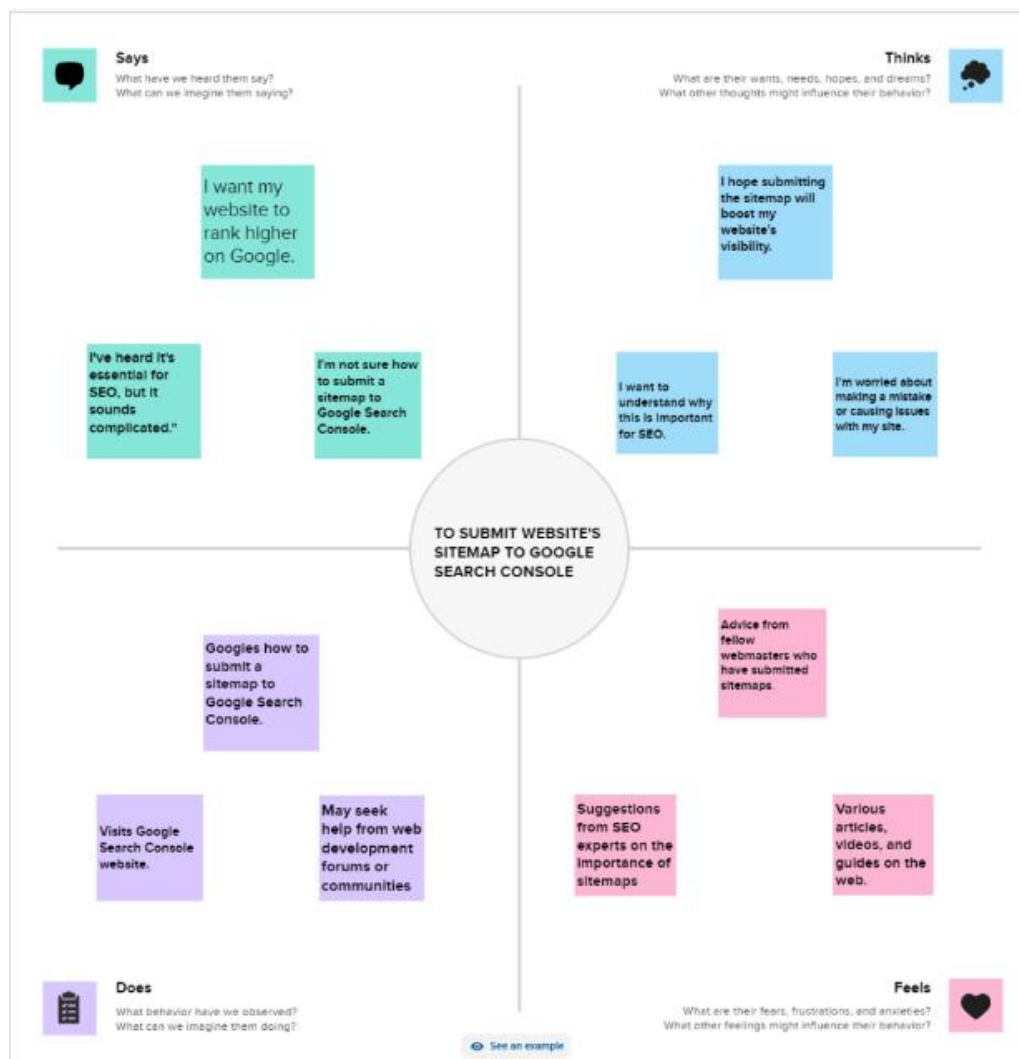 Says
What have we heard them say?
What can we imagine them saying?
Thinks
What are their wants, needs, hopes, and dreams?
What other thoughts might influence their behavior?
I want my
website to
rank higher
on Google.
I hope submitting
the sitemap will
boost my
website's
visibility.
I've heard it's
essential for
SEO, but it
sounds
complicated."
I'm not sure how
to submit a
sitemap to
Google Search
Console.
I want to
understand why
this is important
for SEO.
I'm worried about
making a mistake
or causing issues
with my site.
TO SUBMIT WEBSITE'S
SITEMAP TO GOOGLE
SEARCH CONSOLE
Googles how to
submit a
sitemap to
Google Search
Console.
Advice from
fellow
webmasters who
have submitted
sitemaps.
Visits Google
Search Console
website.
May seek
help from web
development
forums or
communities
Suggestions
from SEO
experts on the
importance of
sitemaps
Various
articles,
videos, and
guides on the
web.
Does
What behavior have we observed?
What can we imagine them doing?
Feels
What are their fears, frustrations, and anxieties?
What other feelings might influence their behavior?
See an example